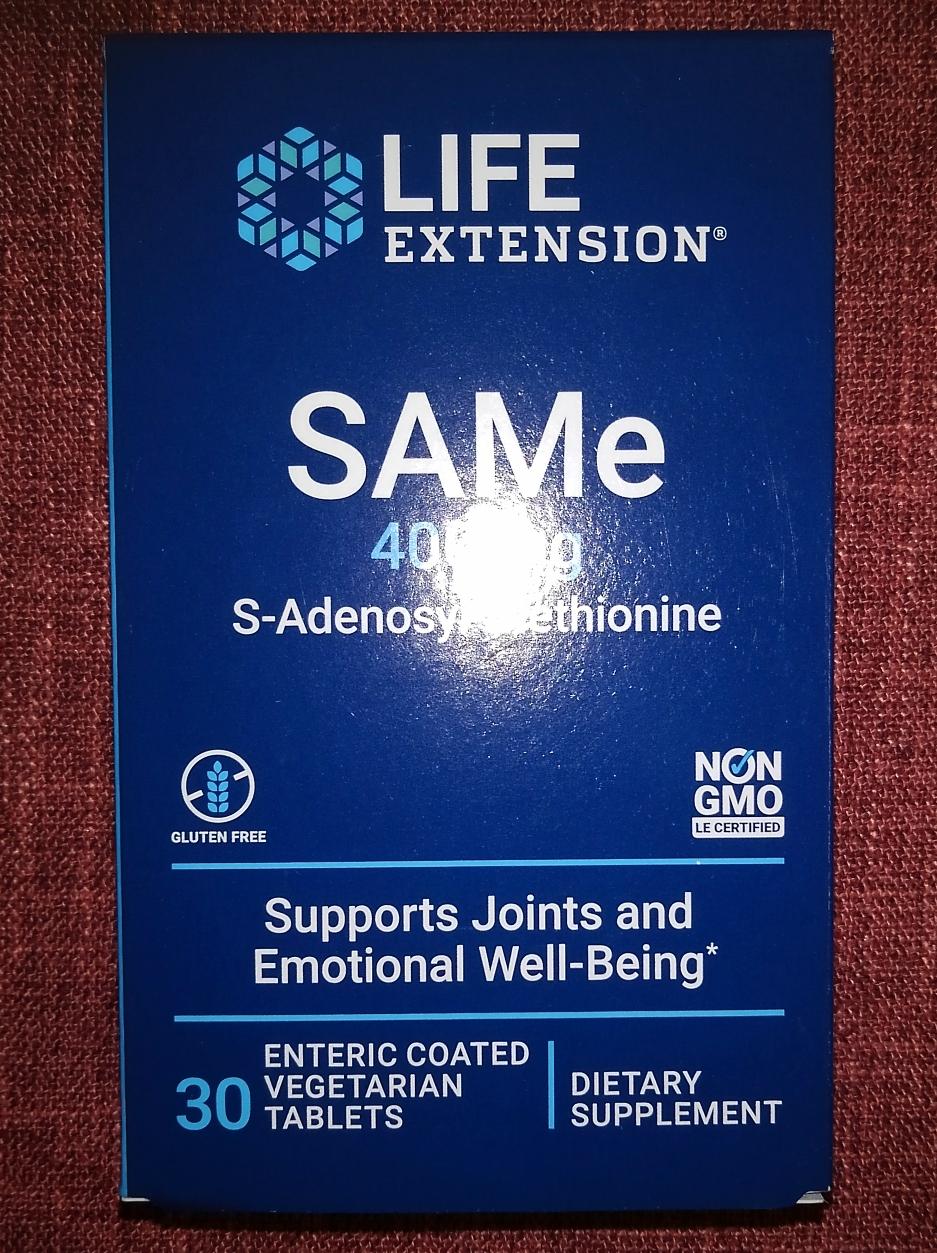 LIFE
EXTENSION®
SAMe
GLUTEN FREE
NON
GMO
LE CERTIFIED
Supports Joints and
Emotional Well-Being*
30
ENTERIC COATED
VEGETARIAN
TABLETS
DIETARY
SUPPLEMENT